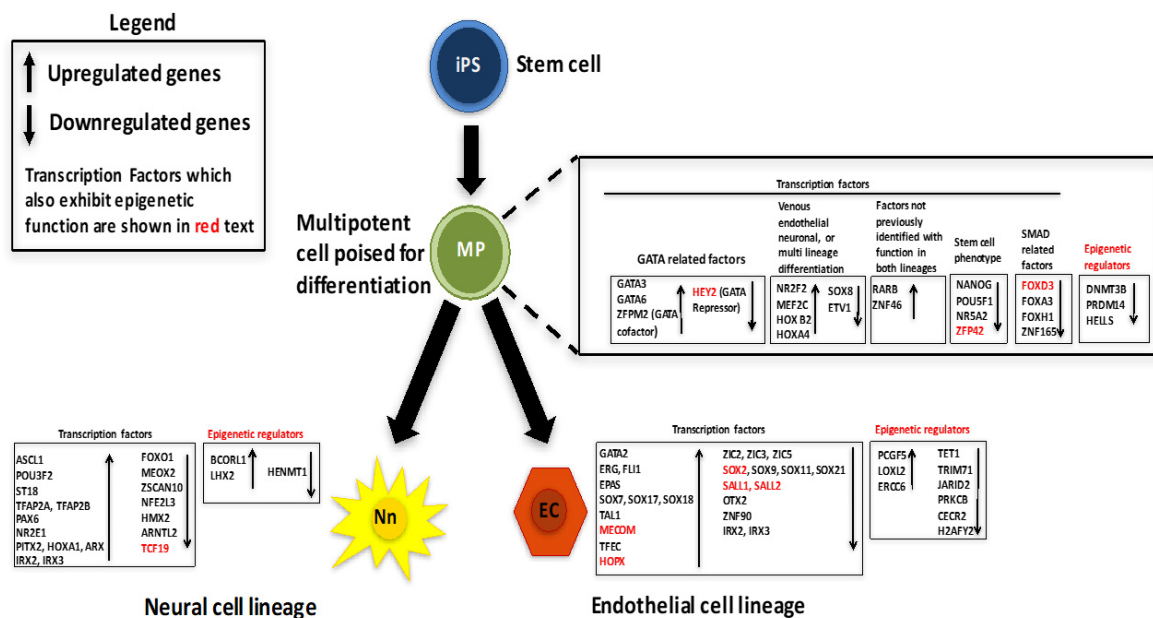 Legend
Upregulated genes
Downregulated genes
Transcription Factors which
also exhibit epigenetic
function are shown in red text
iPS
Stem cell
Multipotent
cell poised for
differentiation
MP
Transcription factors
GATA related factors
GATA3
GATA6
ZFPM2 (GATA
cofactor)
HEY2 (GATA
Repressor)
Venous
endothelial
neuronal, or
multi lineage
differentiation
NR2F2
MEF2C
HOX B2
HOXA4
SOX8
ETV1
Factors not
previously
identified with
function in
both lineages
RARB
ZNF46
Stem cell
phenotype
NANOG
POU5F1
NR5A2
ZFP42
SMAD
related
factors
FOXD3
FOXA3
FOXH1
ZNF165
Epigenetic
regulators
DNMT3B
PRDM14
HELLS
Transcription factors
ASCL1
POU3F2
ST18
TFAP2A, TFAP2B
PAX6
NR2E1
PITX2, HOXA1, ARX
IRX2, IRX3
FOXO1
MEOX2
ZSCAN10
NFE2L3
HMX2
ARNTL2
TCF19
Epigenetic regulators
BCORL1
LHX2
HENMT1
Nn
Neural cell lineage
EC
Endothelial cell lineage
Transcription factors
GATA2
ERG, FLI1
EPAS
SOX7, SOX17, SOX18
TAL1
MECOM
TFEC
HOPX
ZIC2, ZIC3, ZIC5
SOX2, SOX9, SOX11, SOX21
SALL1, SALL2
OTX2
ZNF90
IRX2, IRX3
Epigenetic regulators
PCGF5
LOXL2
ERCC6
TET1
TRIM71
JARID2
PRKCB
CECR2
H2AFY2